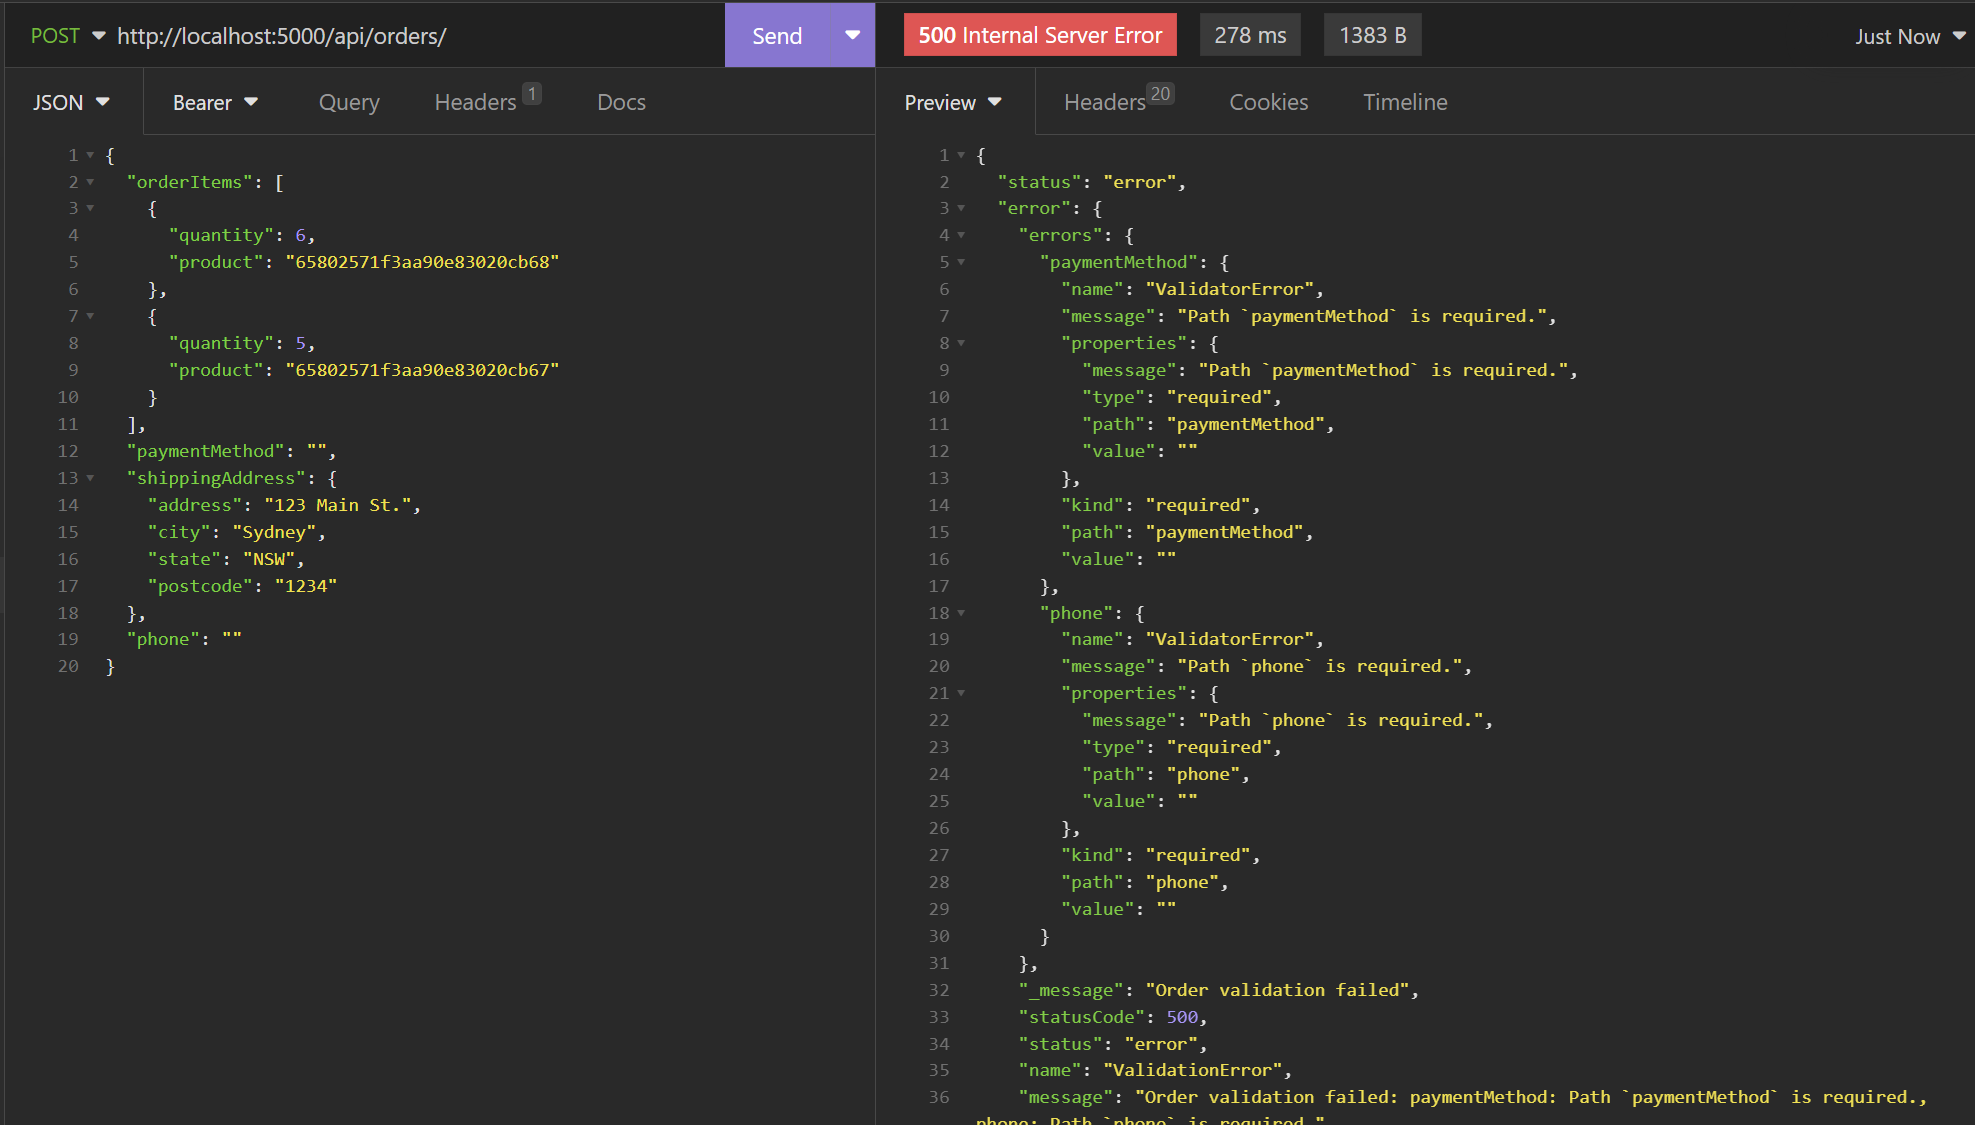 POST http://localhost:5000/api/orders/ Send 500 Internal Server Error 278 ms 1383 B Just Now
JSON Bearer Query Headers 1 Docs
1 {
2 "orderItems": [
3 {
4 "quantity": 6,
5 "product": "65802571f3aa90e83020cb68"
6 },
7 {
8 "quantity": 5,
9 "product": "65802571f3aa90e83020cb67"
10 }
11 ],
12 "paymentMethod": "",
13 "shippingAddress": {
14 "address": "123 Main St.",
15 "city": "Sydney",
16 "state": "NSW",
17 "postcode": "1234"
18 },
19 "phone": ""
20 }
Preview Headers 20 Cookies Timeline
1 {
2 "status": "error",
3 "error": {
4 "errors": {
5 "paymentMethod": {
6 "name": "ValidatorError",
7 "message": "Path `paymentMethod` is required.",
8 "properties": {
9 "message": "Path `paymentMethod` is required.",
10 "type": "required",
11 "path": "paymentMethod",
12 "value": ""
13 },
14 "kind": "required",
15 "path": "paymentMethod",
16 "value": ""
17 },
18 "phone": {
19 "name": "ValidatorError",
20 "message": "Path `phone` is required.",
21 "properties": {
22 "message": "Path `phone` is required.",
23 "type": "required",
24 "path": "phone",
25 "value": ""
26 },
27 "kind": "required",
28 "path": "phone",
29 "value": ""
30 }
31 },
32 "_message": "Order validation failed",
33 "statusCode": 500,
34 "status": "error",
35 "name": "ValidationError",
36 "message": "Order validation failed: paymentMethod: Path `paymentMethod` is required.,
phone: Path `phone` is required."